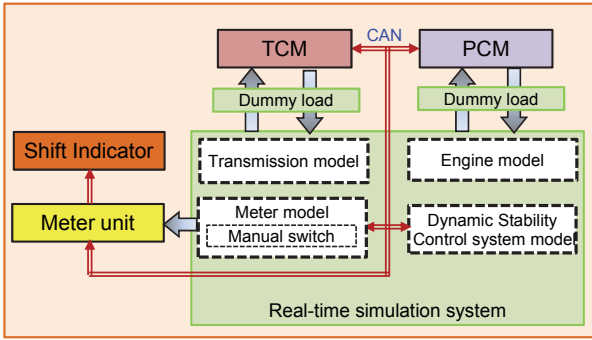 TCM
CAN
PCM
Dummy load
Dummy load
Shift Indicator
Transmission model
Engine model
Meter unit
Meter model
Manual switch
Dynamic Stability
Control system model
Real-time simulation system